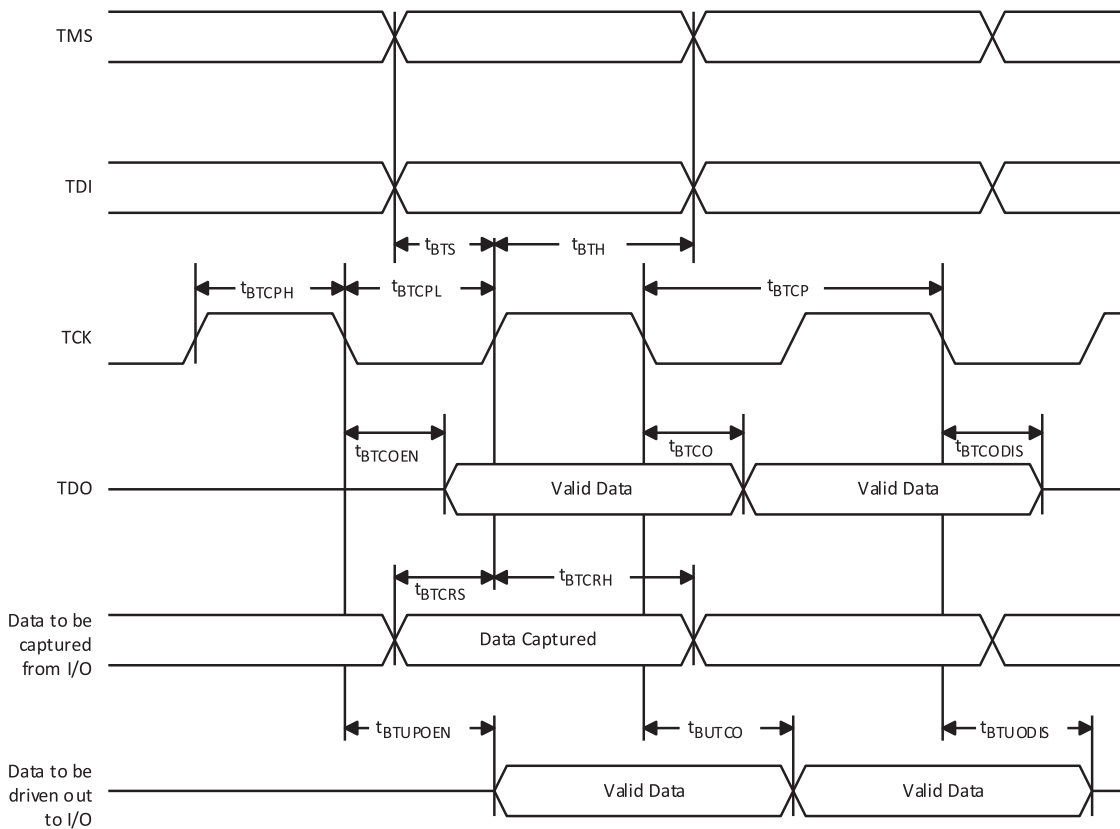 TMS
TDI
tBTS
tBTH
tBTCPH
tBTCPL
tBTCP
TCK
tBTCOEN
tBTCO
tBTCODIS
TDO
Valid Data
Valid Data
tBTCRS
tBTCRH
Data to be
captured
from I/O
Data Captured
tBTUPOEN
tBUTCO
tBTUODIS
Data to be
driven out
to I/O
Valid Data
Valid Data